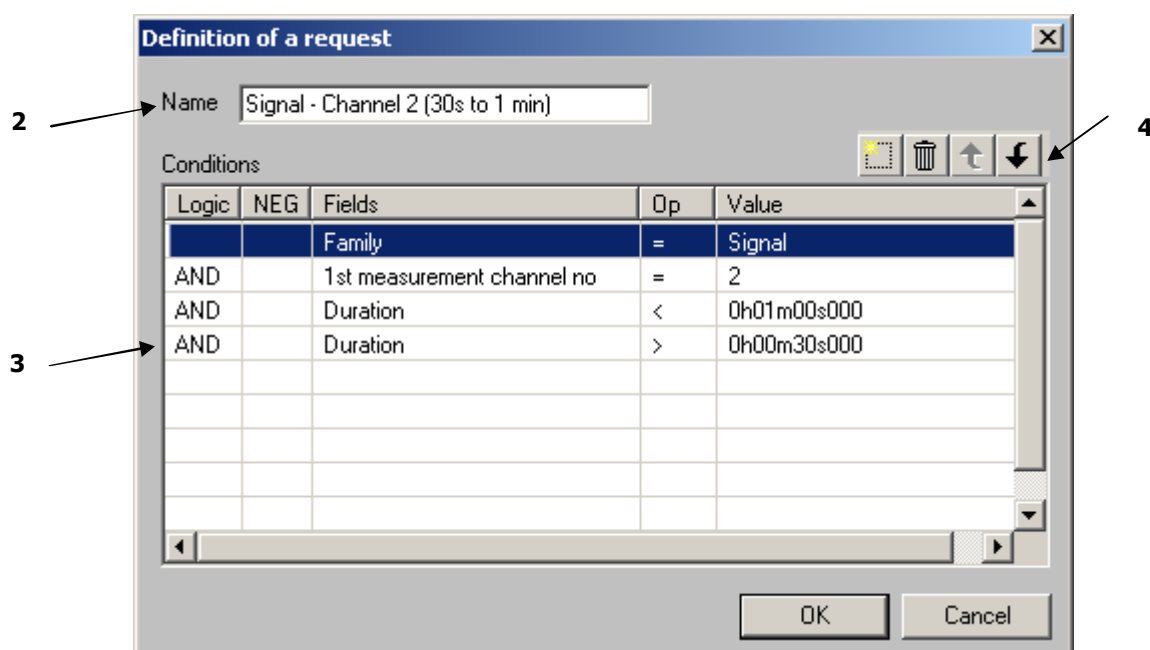 Definition of a request
2
Name Signal - Channel 2 (30s to 1 min)
4
Conditions
Logic NEG Fields Op Value
Family = Signal
AND 1st measurement channel no = 2
AND Duration < 0h01m00s000
3
AND Duration > 0h00m30s000
OK Cancel